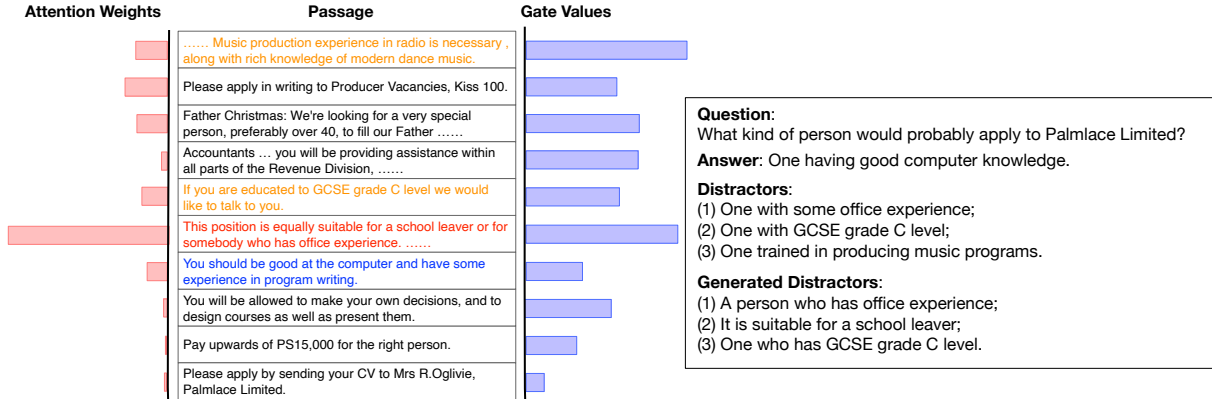 Attention Weights
Passage
Gate Values
…… Music production experience in radio is necessary ,
along with rich knowledge of modern dance music.
Please apply in writing to Producer Vacancies, Kiss 100.
Father Christmas: We're looking for a very special
person, preferably over 40, to fill our Father ……
Accountants … you will be providing assistance within
all parts of the Revenue Division, ……
If you are educated to GCSE grade C level we would
like to talk to you.
This position is equally suitable for a school leaver or for
somebody who has office experience. ……
You should be good at the computer and have some
experience in program writing.
You will be allowed to make your own decisions, and to
design courses as well as present them.
Pay upwards of PS15,000 for the right person.
Please apply by sending your CV to Mrs R.Oglivie,
Palmlace Limited.
Question:
What kind of person would probably apply to Palmlace Limited?
Answer: One having good computer knowledge.
Distractors:
(1) One with some office experience;
(2) One with GCSE grade C level;
(3) One trained in producing music programs.
Generated Distractors:
(1) A person who has office experience;
(2) It is suitable for a school leaver;
(3) One who has GCSE grade C level.